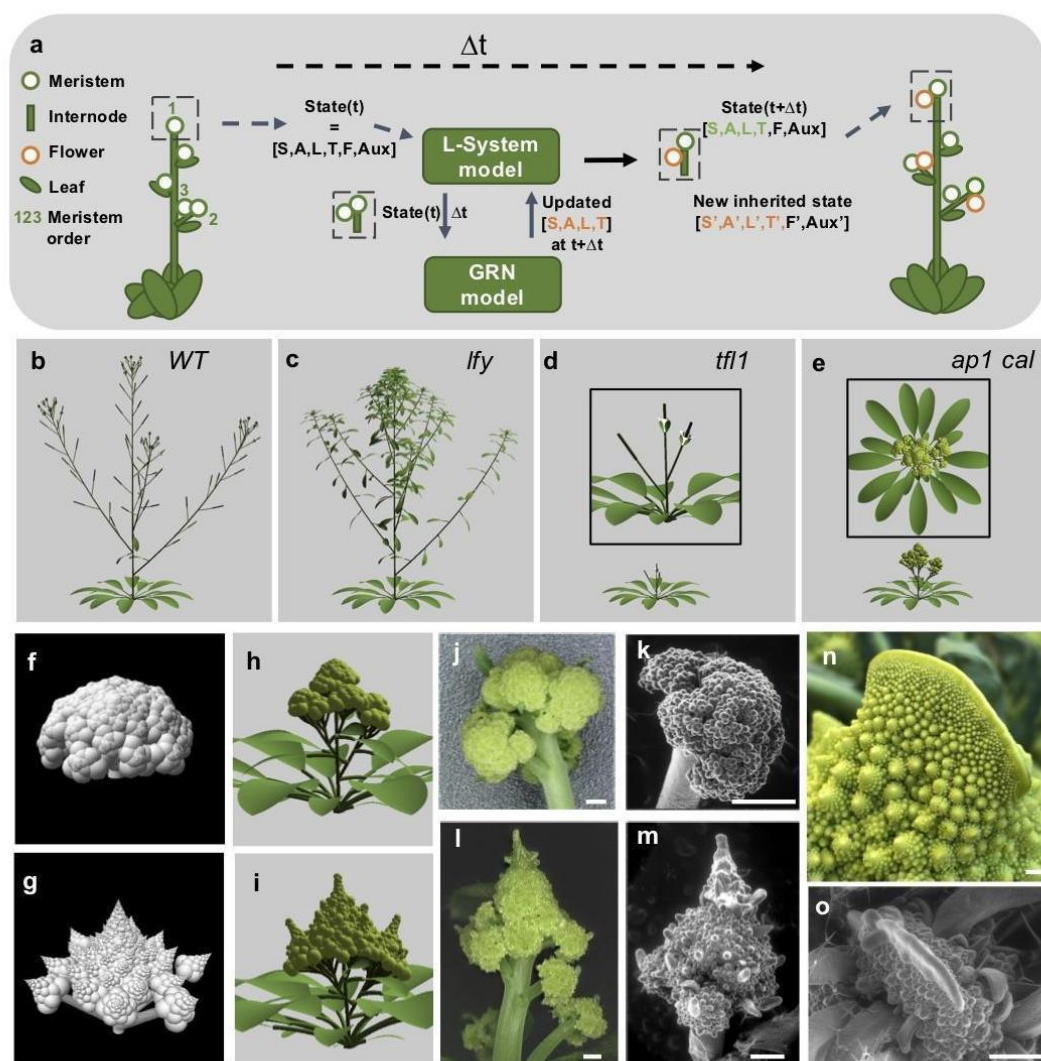 a
Δt
Meristem
Internode
Flower
Leaf
123 Meristem
order
1
3
2
State(t)
=
[S,A,L,T,F,Aux]
L-System
model
State(t)
Δt
Updated
[S,A,L,T]
at t+Δt
GRN
model
State(t+Δt)
[S,A,L,T,F,Aux]
New inherited state
[S',A',L',T',F',Aux']
b
WT
c
lfy
d
tfl1
e
ap1 cal
f
h
j
k
n
g
i
l
m
o